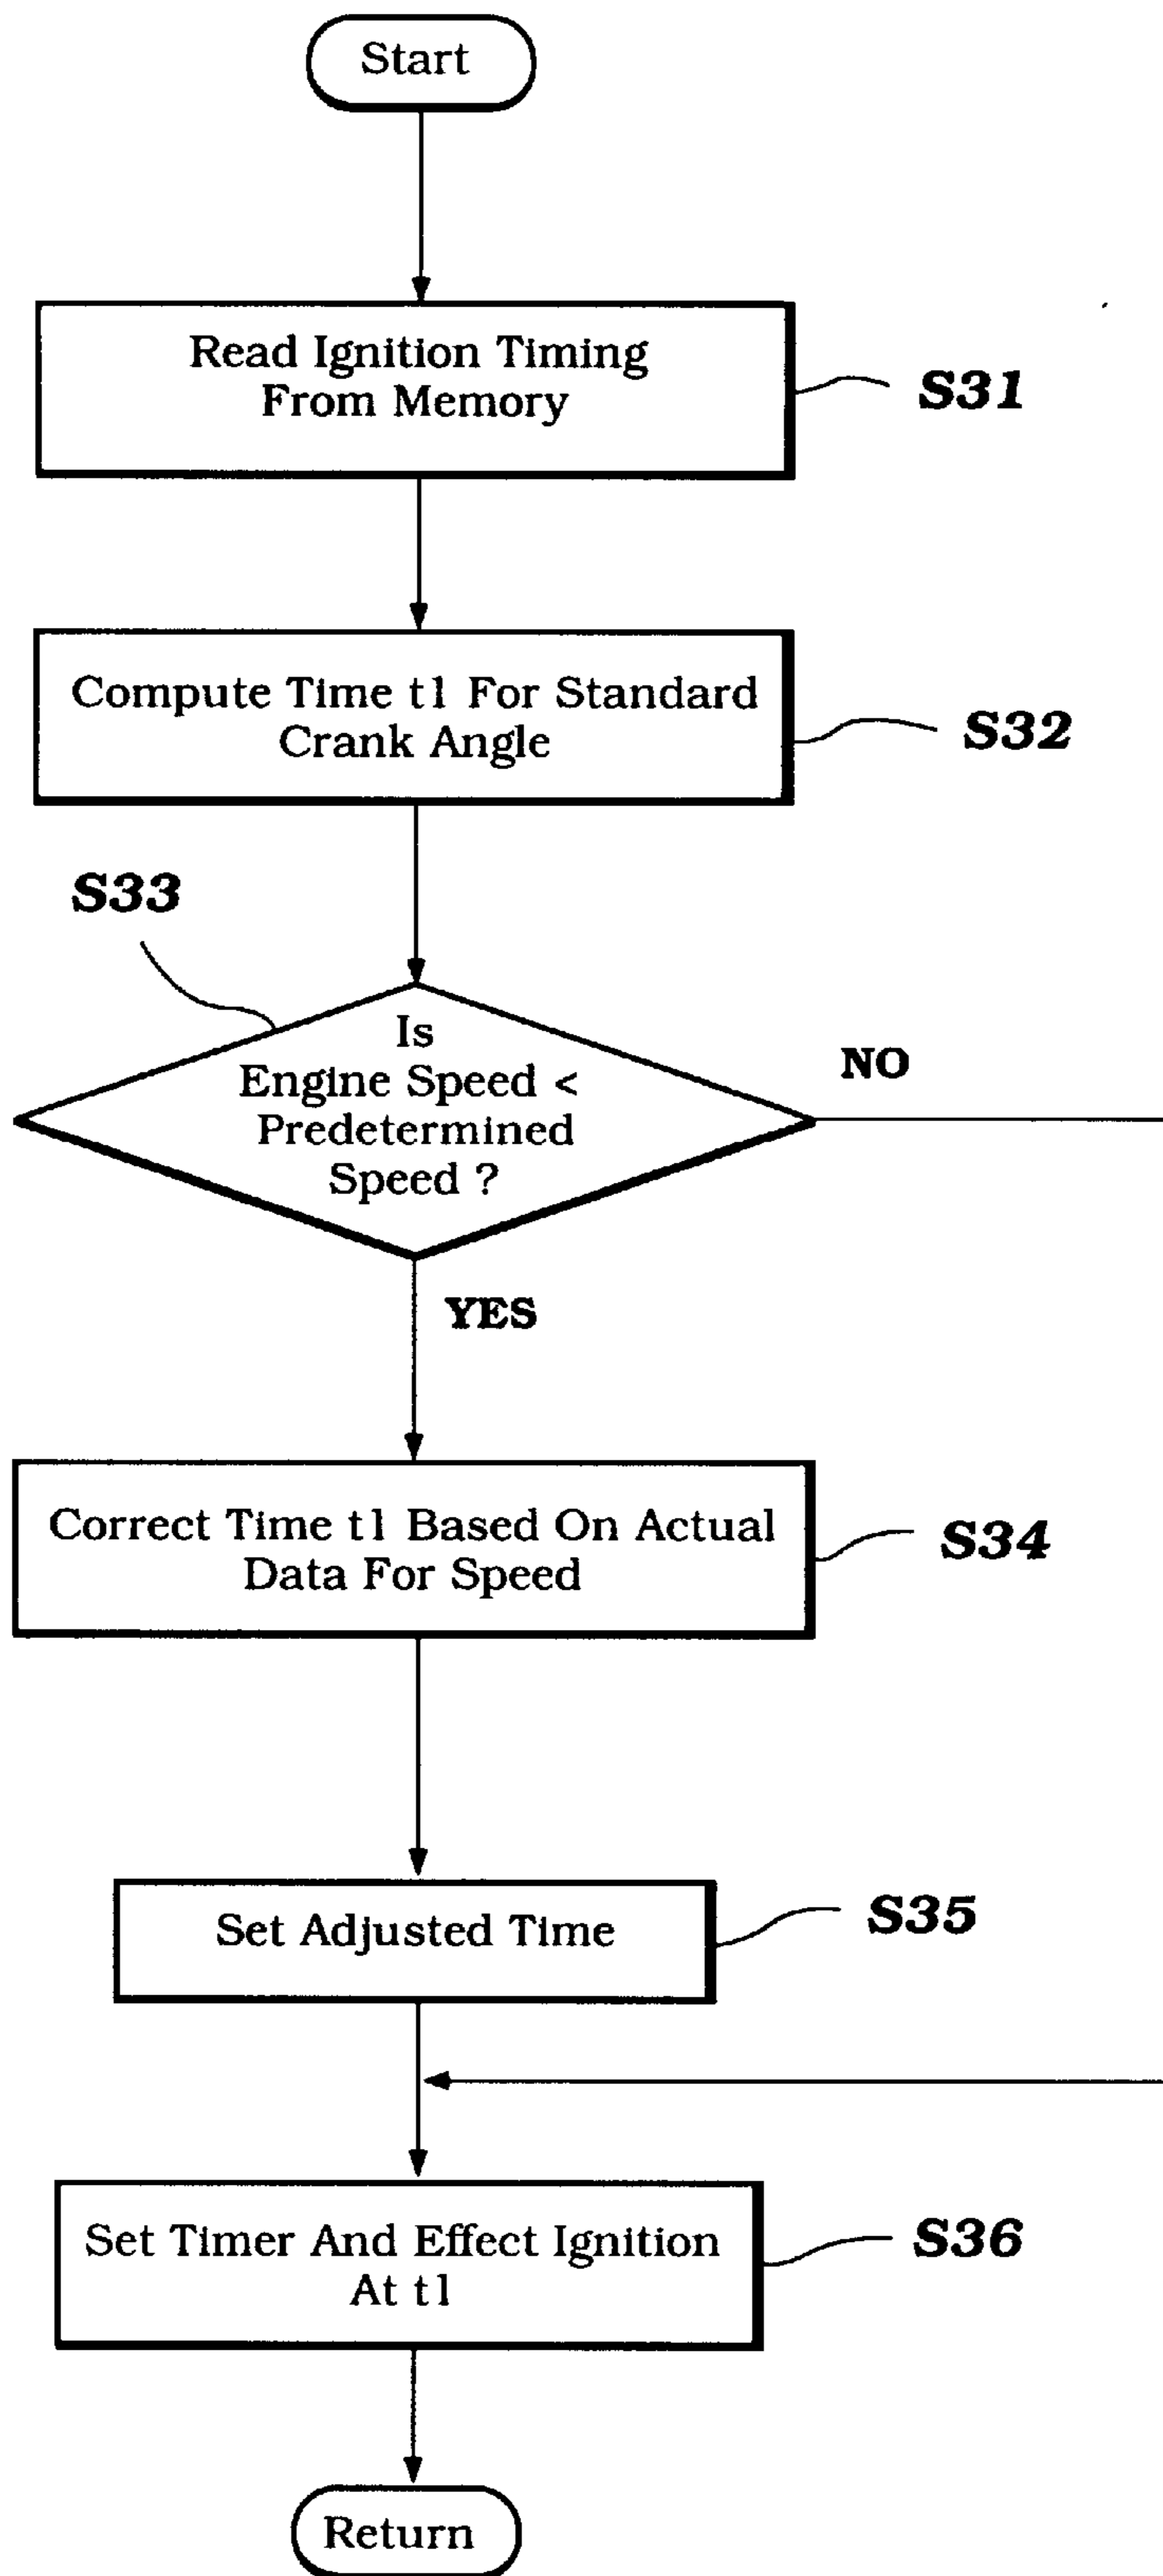 Start
Read Ignition Timing
From Memory
S31
Compute Time t1 For Standard
Crank Angle
S32
S33
Is
Engine Speed <
Predetermined
Speed ?
NO
YES
Correct Time t1 Based On Actual
Data For Speed
S34
Set Adjusted Time
S35
Set Timer And Effect Ignition
At t1
S36
Return